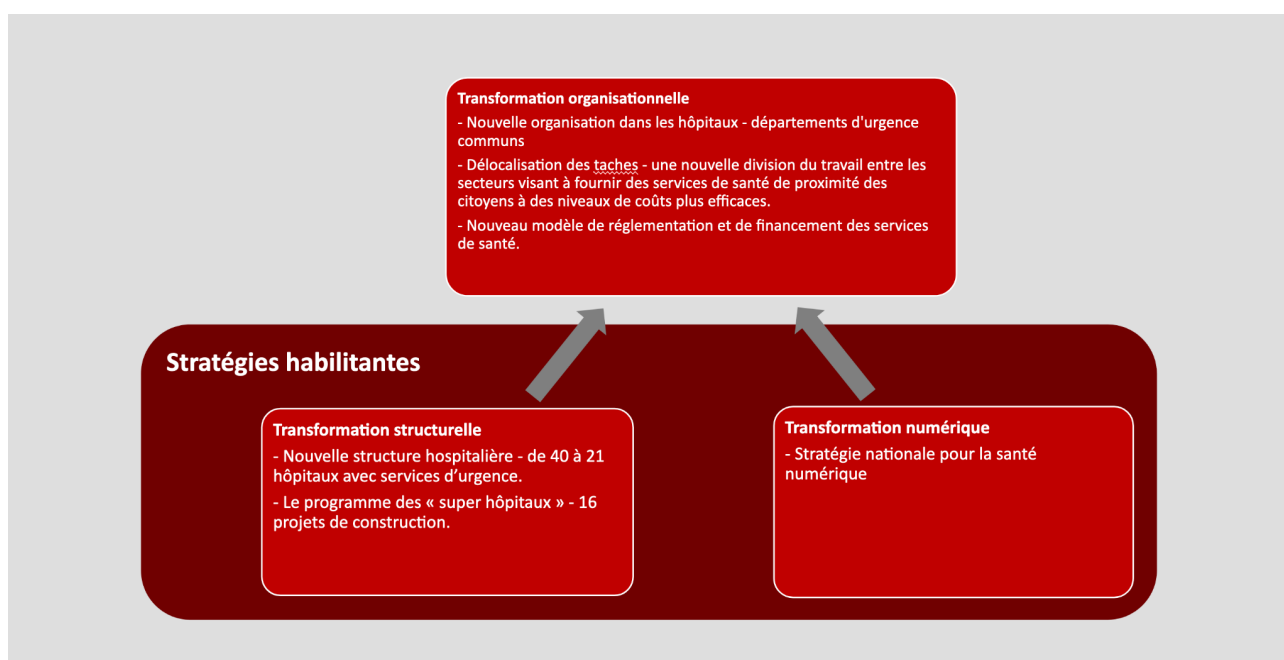 Transformation organisationnelle
- Nouvelle organisation dans les hôpitaux - départements d'urgence
communs
- Délocalisation des taches - une nouvelle division du travail entre les
secteurs visant à fournir des services de santé de proximité des
citoyens à des niveaux de coûts plus efficaces.
- Nouveau modèle de réglementation et de financement des services
de santé.
Stratégies habilitantes
Transformation structurelle
- Nouvelle structure hospitalière - de 40 à 21
hôpitaux avec services d’urgence.
- Le programme des « super hôpitaux » - 16
projets de construction.
Transformation numérique
- Stratégie nationale pour la santé
numérique